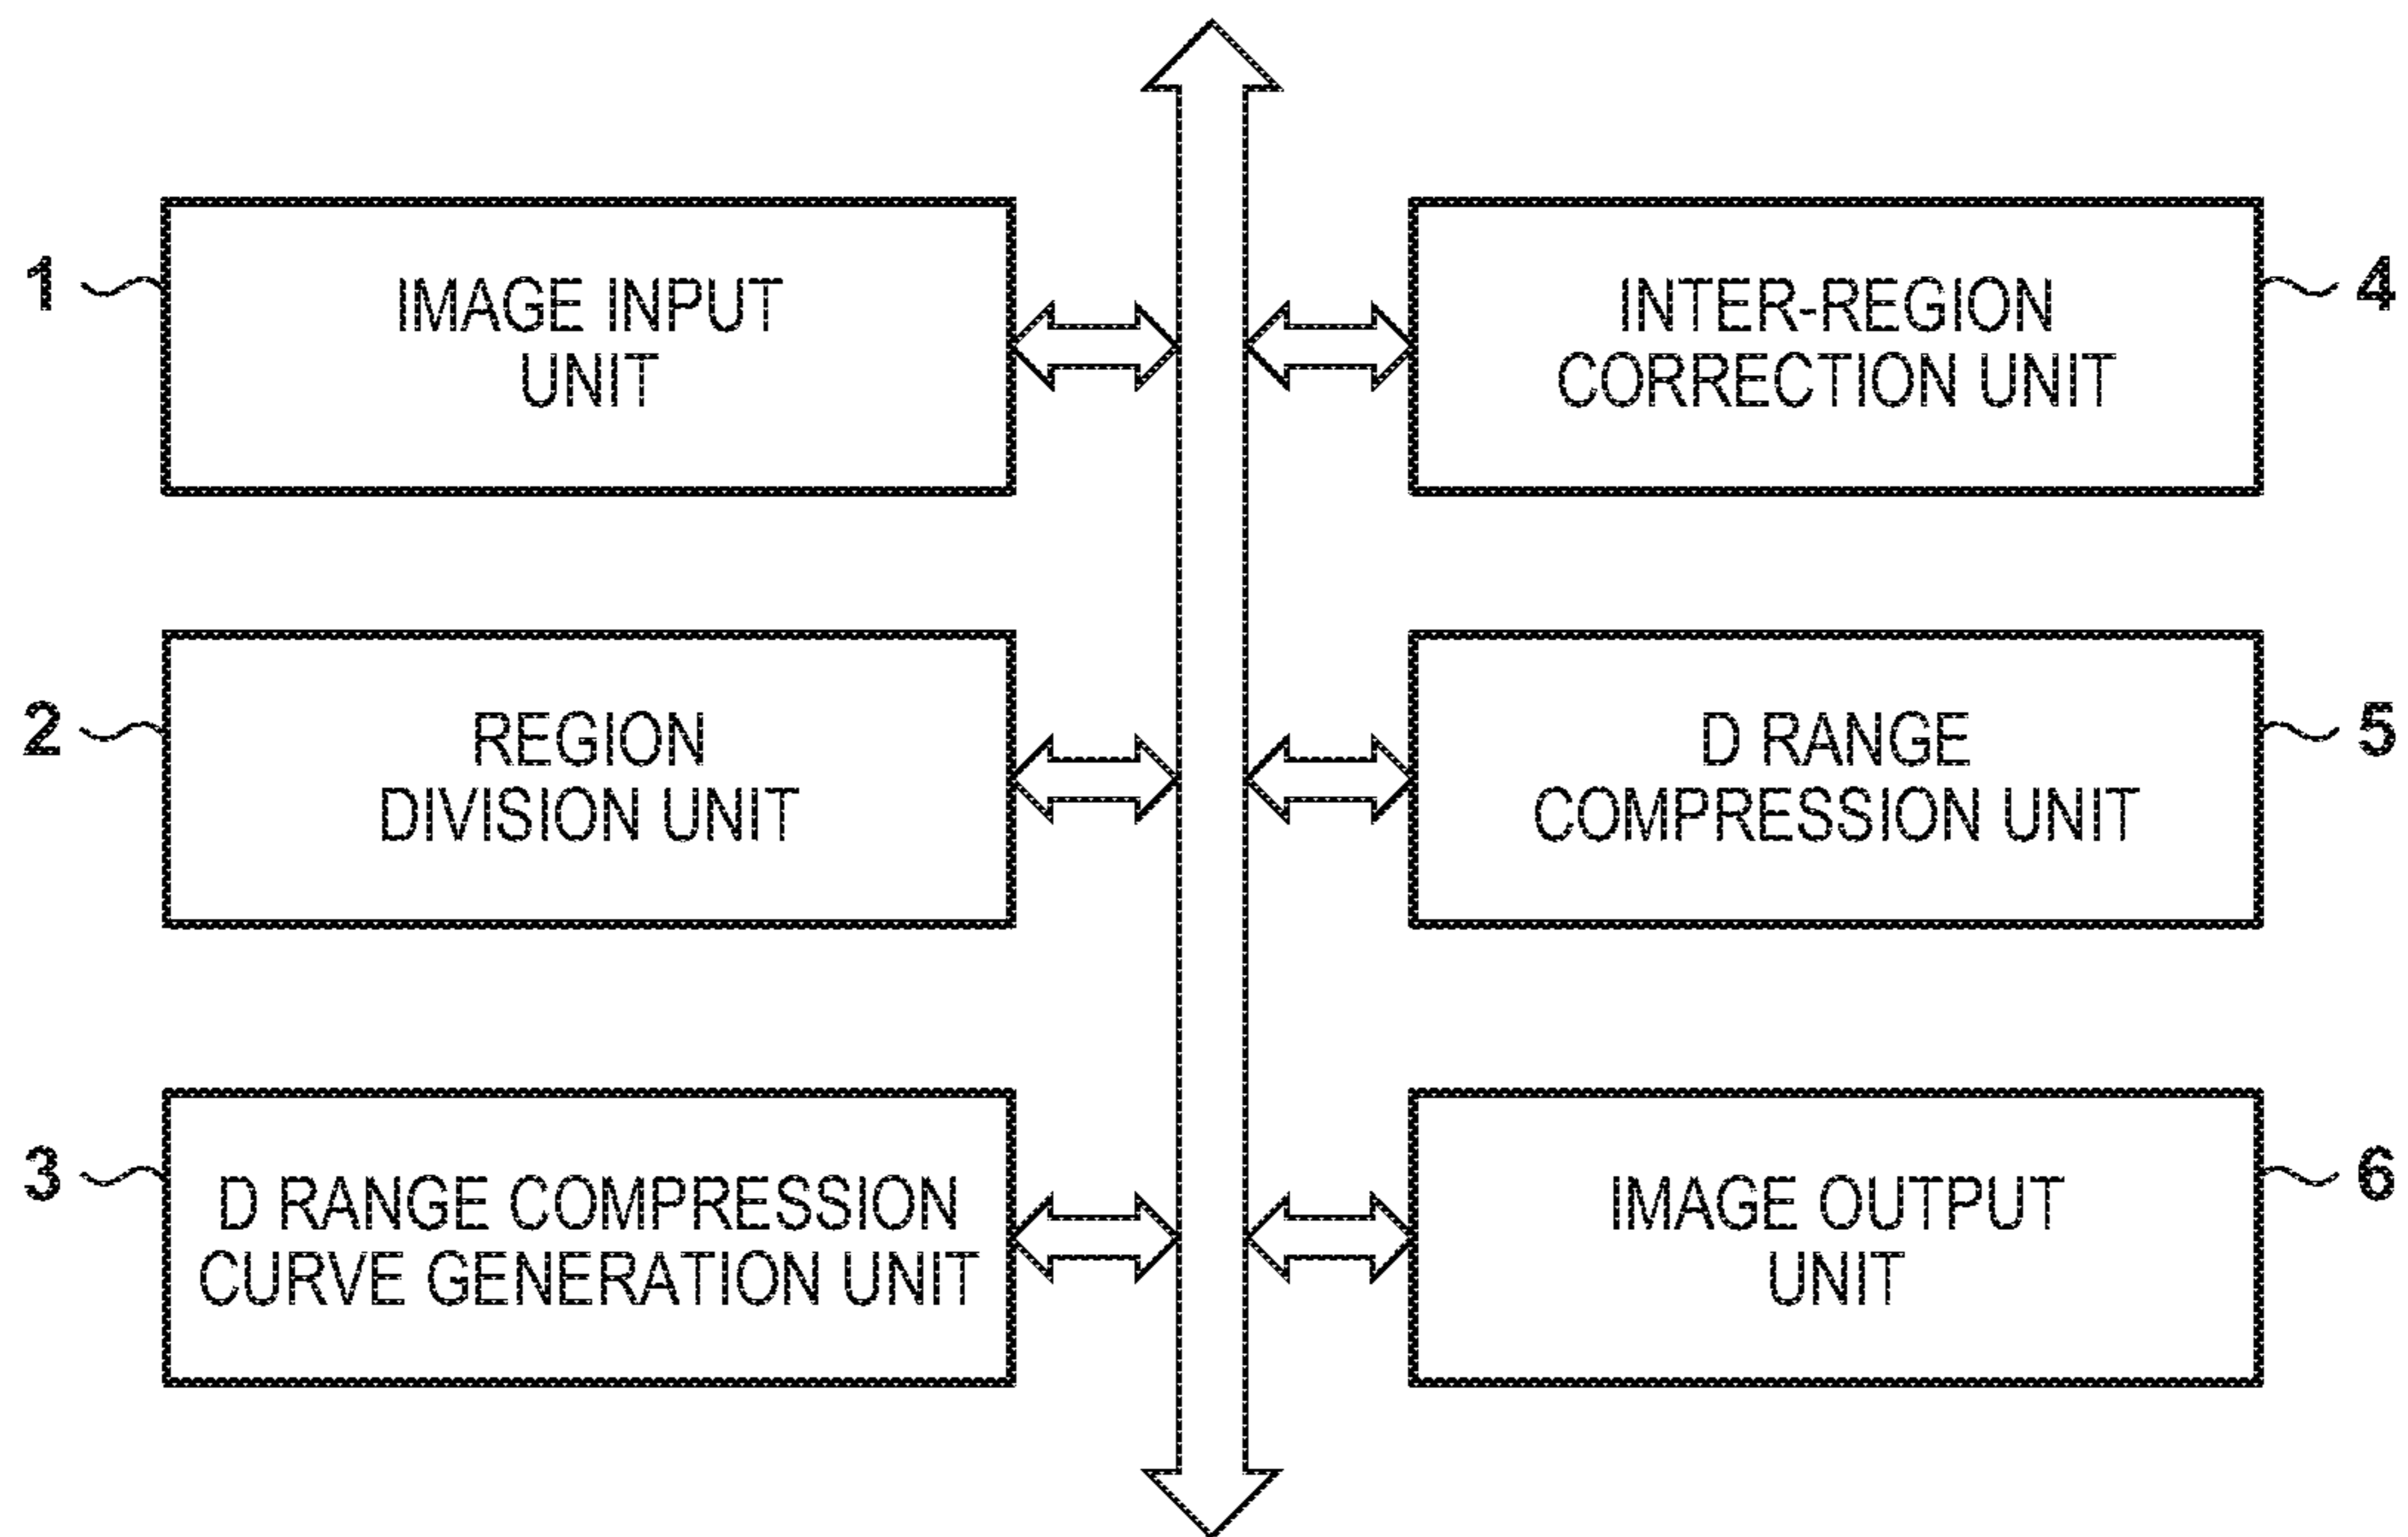 1
IMAGE INPUT
UNIT
2
REGION
DIVISION UNIT
3
D RANGE COMPRESSION
CURVE GENERATION UNIT
4
INTER-REGION
CORRECTION UNIT
5
D RANGE
COMPRESSION UNIT
6
IMAGE OUTPUT
UNIT